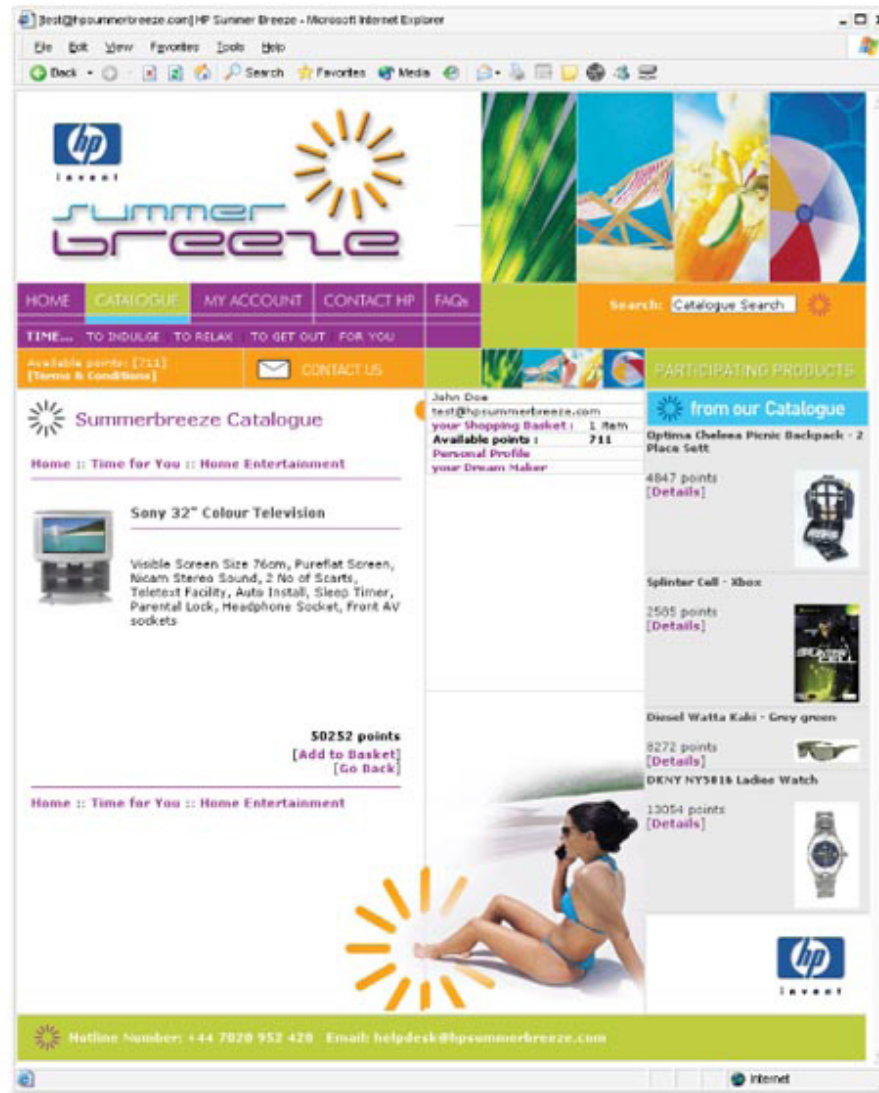 [test@hpsummerbreeze.com] HP Summer Breeze - Microsoft Internet Explorer
File Edit View Favorites Tools Help
Back Search Favorites Media
hp
invent
summer
breeze
HOME CATALOGUE MY ACCOUNT CONTACT HP FAQs
Search: Catalogue Search
TIME... TO INDULGE TO RELAX TO GET OUT FOR YOU
Available points: [711]
[Terms & Conditions]
CONTACT US
PARTICIPATING PRODUCTS
Summerbreeze Catalogue
Home :: Time for You :: Home Entertainment
Sony 32" Colour Television
Visible Screen Size 76cm, Pureflat Screen,
Nicam Stereo Sound, 2 No of Scarts,
Teletext Facility, Auto Install, Sleep Timer,
Parental Lock, Headphone Socket, Front AV
sockets
50252 points
[Add to Basket]
[Go Back]
Home :: Time for You :: Home Entertainment
John Doe
test@hpsummerbreeze.com
your Shopping Basket : 1 item
Available points : 711
Personal Profile
your Dream Maker
from our Catalogue
Optima Chelsea Picnic Backpack - 2
Place Sett
4847 points
[Details]
Splinter Cell - Xbox
2585 points
[Details]
SPLINTER
CELL
Diesel Watta Kaki - Grey green
8272 points
[Details]
DKNY NY5016 Ladies Watch
13054 points
[Details]
hp
invent
Hotline Number: +44 7020 952 420 Email: helpdesk@hpsummerbreeze.com
Internet